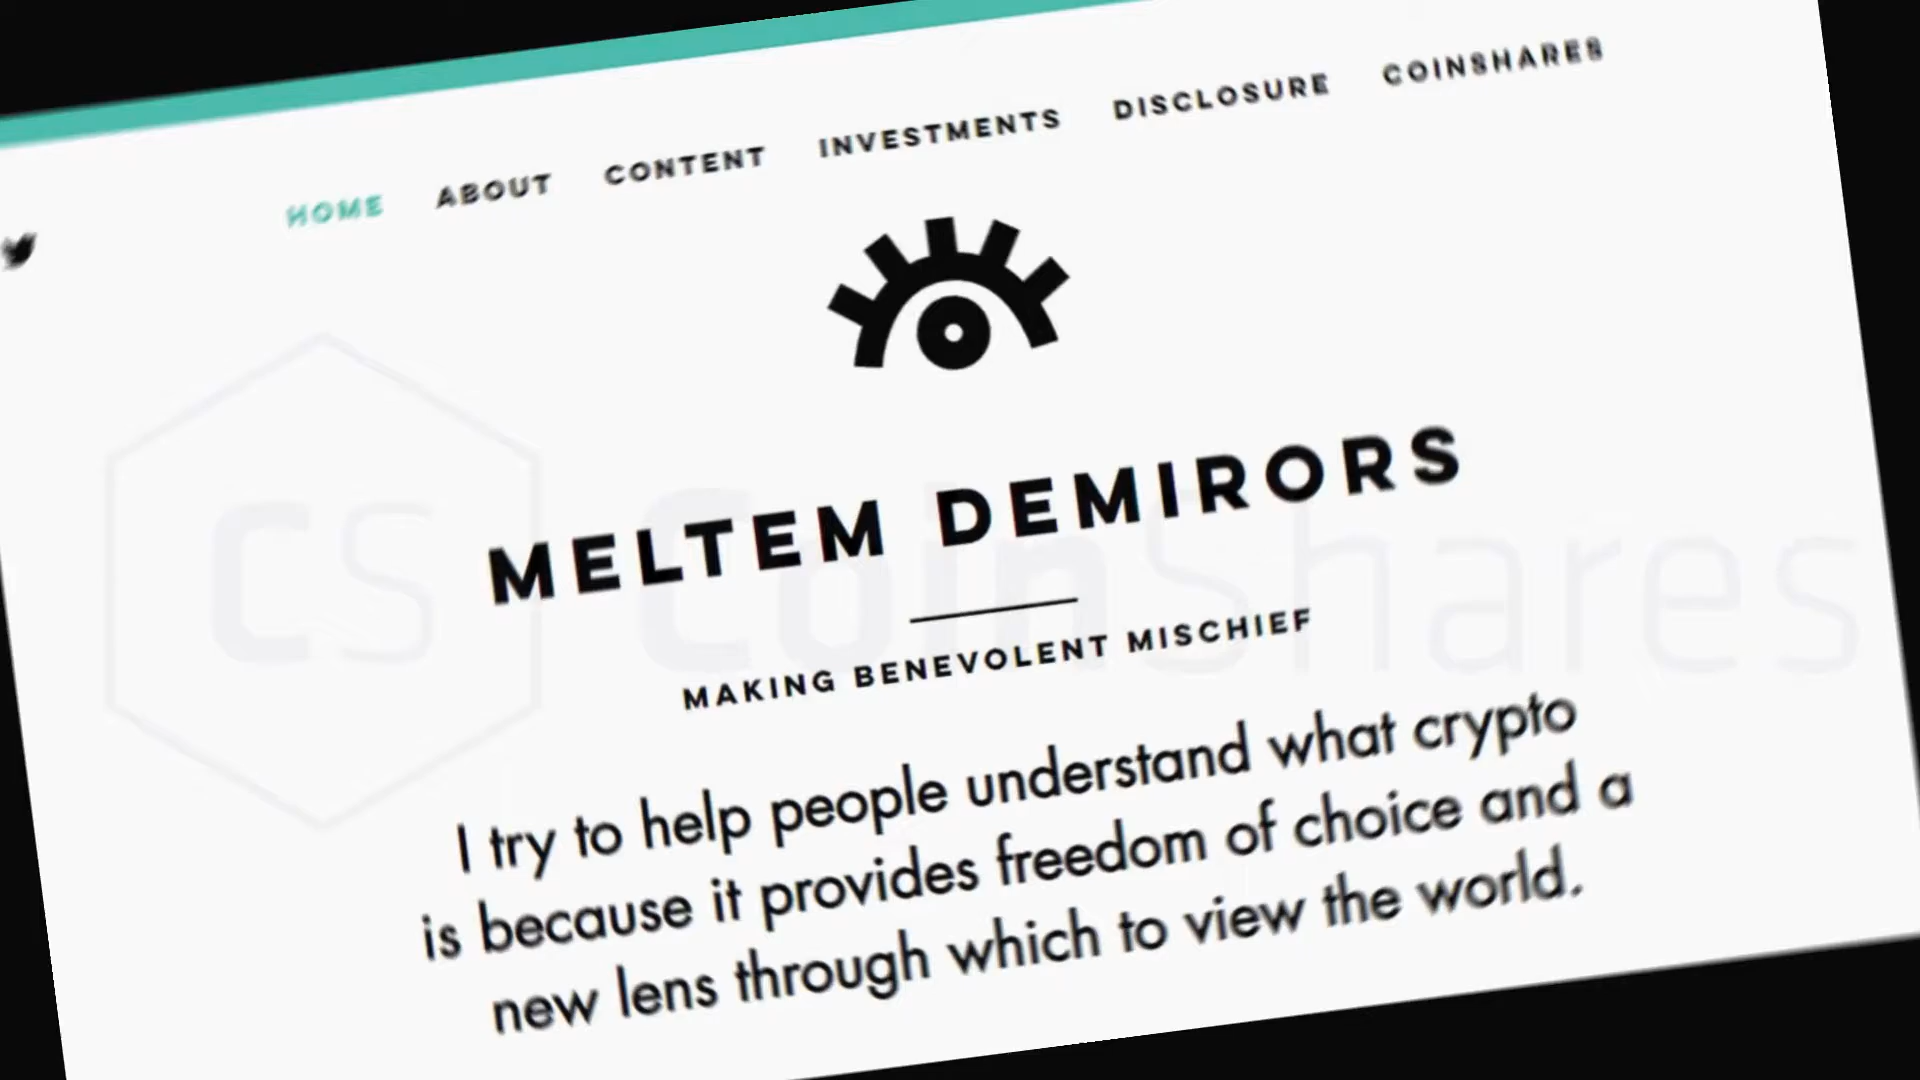 HOME ABOUT CONTENT INVESTMENTS DISCLOSURE COINSHARES
MELTEM DEMIRORS
CS CoinShares
MAKING BENEVOLENT MISCHIEF
I try to help people understand what crypto
is because it provides freedom of choice and a
new lens through which to view the world.